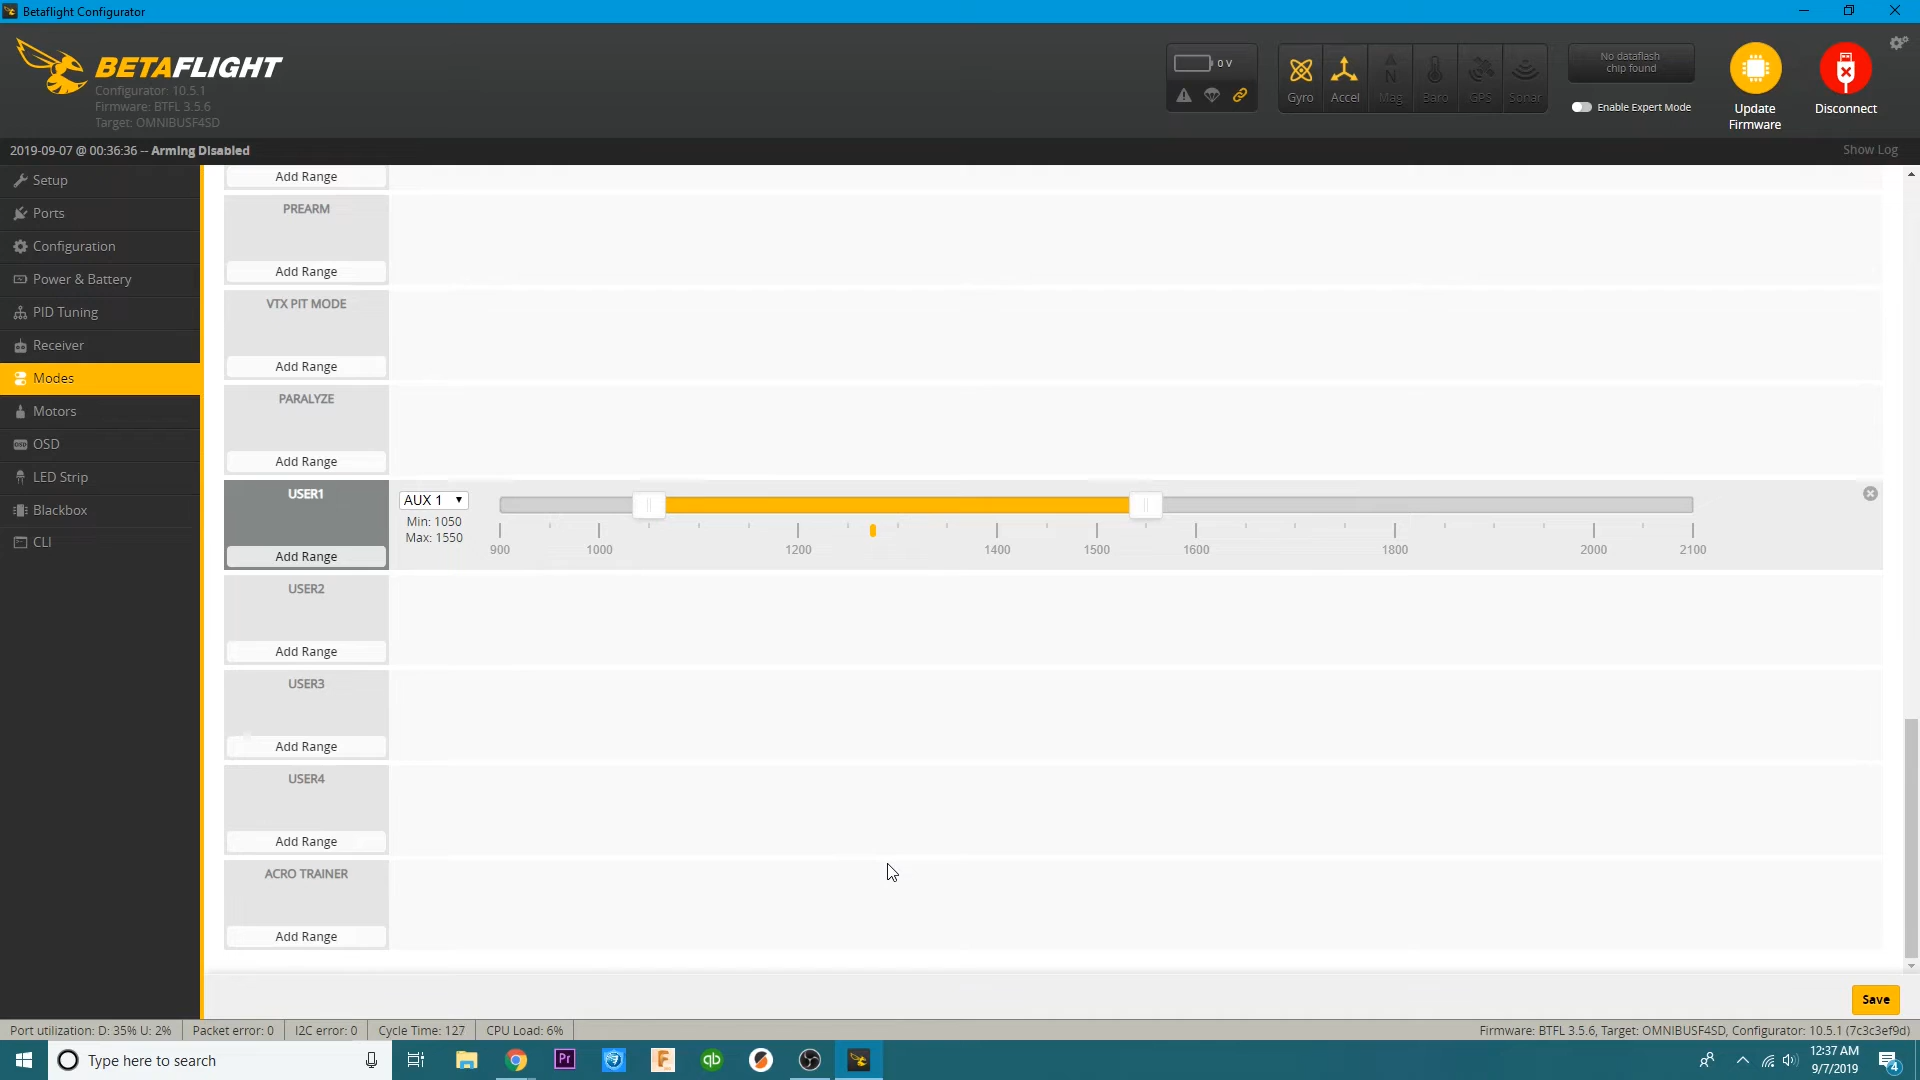 Betaflight Configurator
BETAFLIGHT
Configurator: 10.5.1
Firmware: BTFL 3.5.6
Target: OMNIBUSF4SD
0 V
Gyro
Accel
Mag
Baro
GPS
Sonar
No dataflash
chip found
Enable Expert Mode
Update
Firmware
Disconnect
2019-09-07 @ 00:36:36 -- Arming Disabled
Show Log
Setup
Ports
Configuration
Power & Battery
PID Tuning
Receiver
Modes
Motors
OSD
LED Strip
Blackbox
CLI
Add Range
PREARM
Add Range
VTX PIT MODE
Add Range
PARALYZE
Add Range
USER1
Add Range
AUX 1
Min: 1050
Max: 1550
900 1000 1200 1400 1500 1600 1800 2000 2100
USER2
Add Range
USER3
Add Range
USER4
Add Range
ACRO TRAINER
Add Range
Save
Port utilization: D: 35% U: 2% Packet error: 0 I2C error: 0 Cycle Time: 127 CPU Load: 6% Firmware: BTFL 3.5.6, Target: OMNIBUSF4SD, Configurator: 10.5.1 (7c3c3ef9d)
Type here to search
Pr
qb
12:37 AM
9/7/2019
4